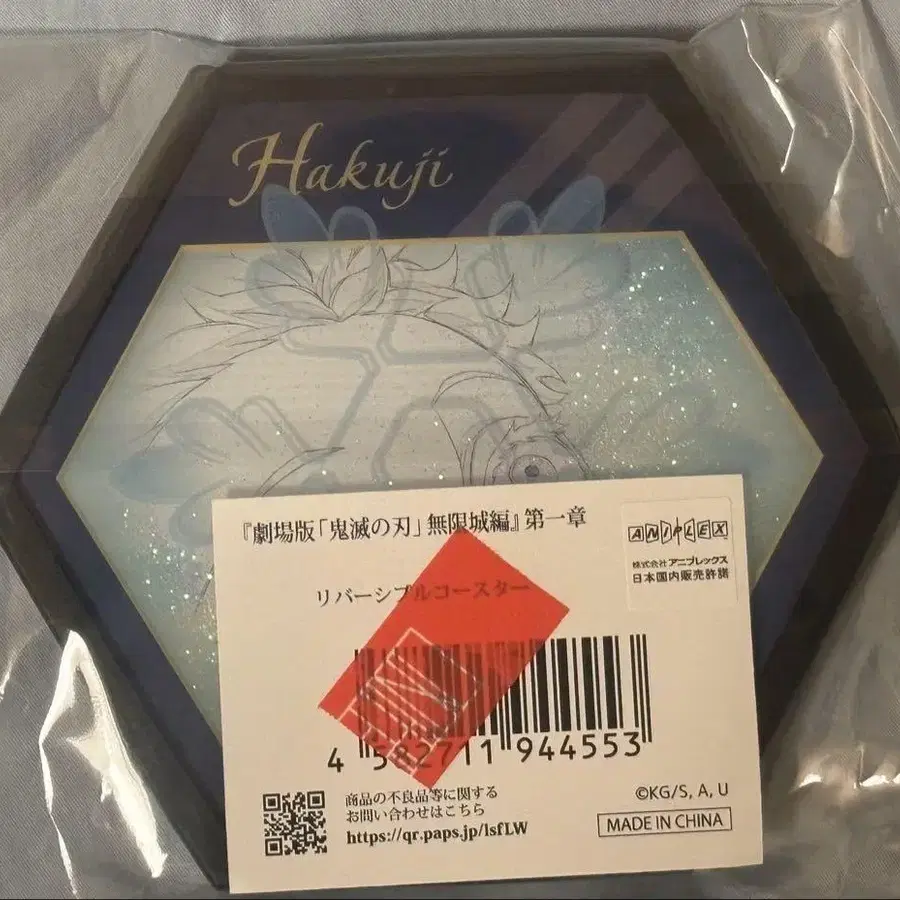 Hakuji
『劇場版「鬼滅の刃」無限城編』第一章
リバーシブルコースター
ANIPLEX
株式会社アニプレックス
日本国内販売許諾
4 582711 944553
商品の不良品等に関する
お問い合わせはこちら
https://qr.paps.jp/lsfLW
©KG/S, A, U
MADE IN CHINA